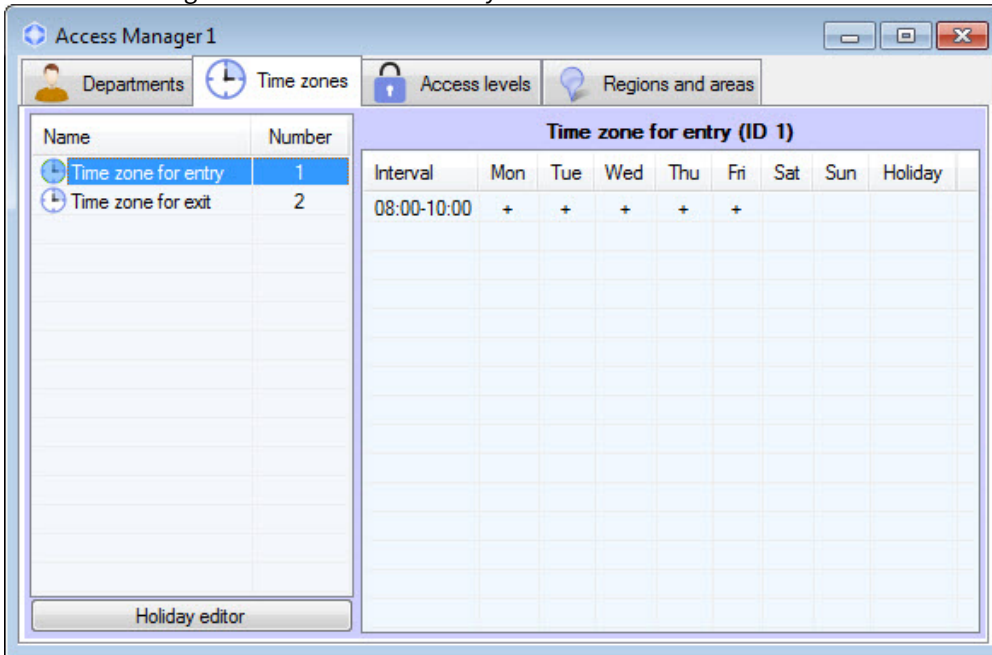 Access Manager 1
Departments Time zones Access levels Regions and areas
Name Number
Time zone for entry 1
Time zone for exit 2
Holiday editor
Time zone for entry (ID 1)
Interval Mon Tue Wed Thu Fri Sat Sun Holiday
08:00-10:00 + + + + +